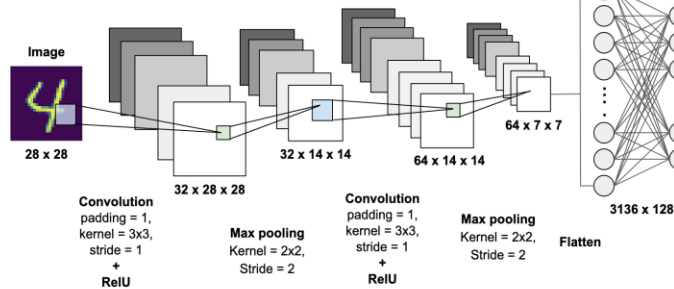 Image
28 x 28
32 x 28 x 28
32 x 14 x 14
64 x 14 x 14
64 x 7 x 7
3136 x 128
Convolution
padding = 1,
kernel = 3x3,
stride = 1
+
RelU
Max pooling
Kernel = 2x2,
Stride = 2
Convolution
padding = 1,
kernel = 3x3,
stride = 1
+
RelU
Max pooling
Kernel = 2x2,
Stride = 2
Flatten